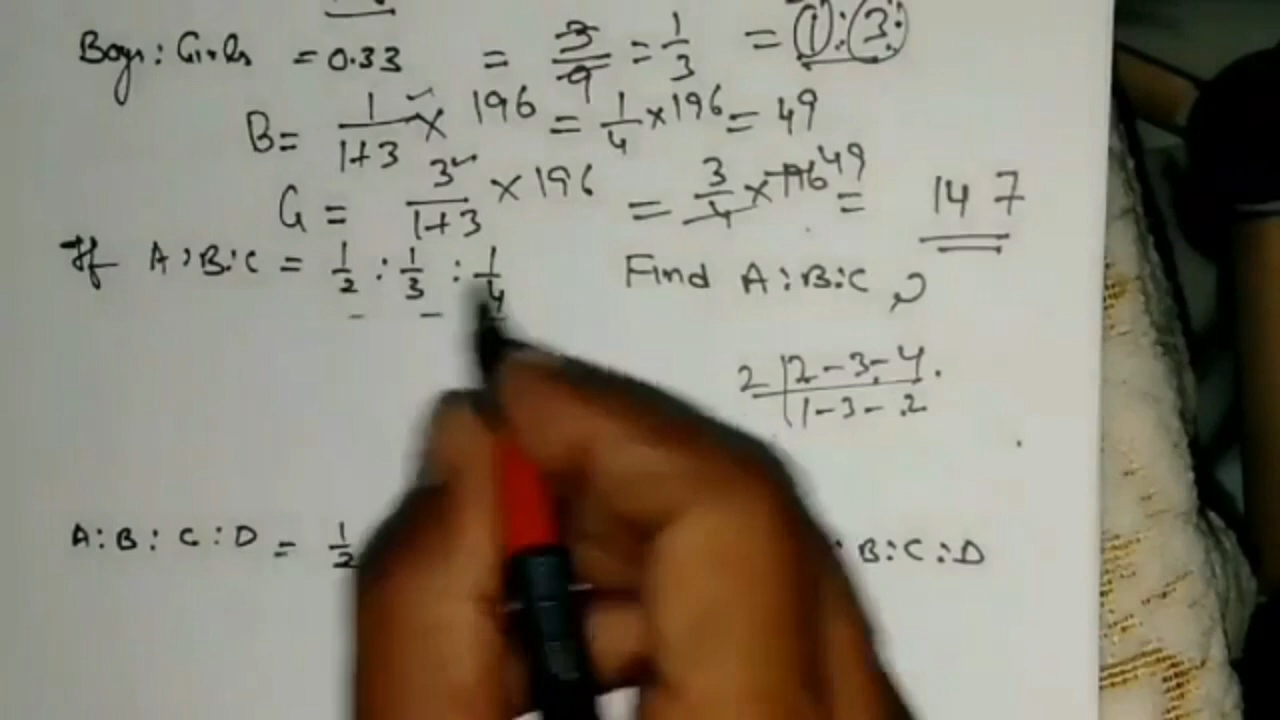 Boys : Girls = 0.33 = 3/9 = 1/3 = 1 : 3
B = 1/1+3 × 196 = 1/4 × 196 = 49
G = 3/1+3 × 196 = 3/4 × 196 49 = 147
If A : B : C = 1/2 : 1/3 : 1/4 Find A : B : C ?
2 | 2 - 3 - 4
1 - 3 - 2
A : B : C : D = 1/2 : B : C : D